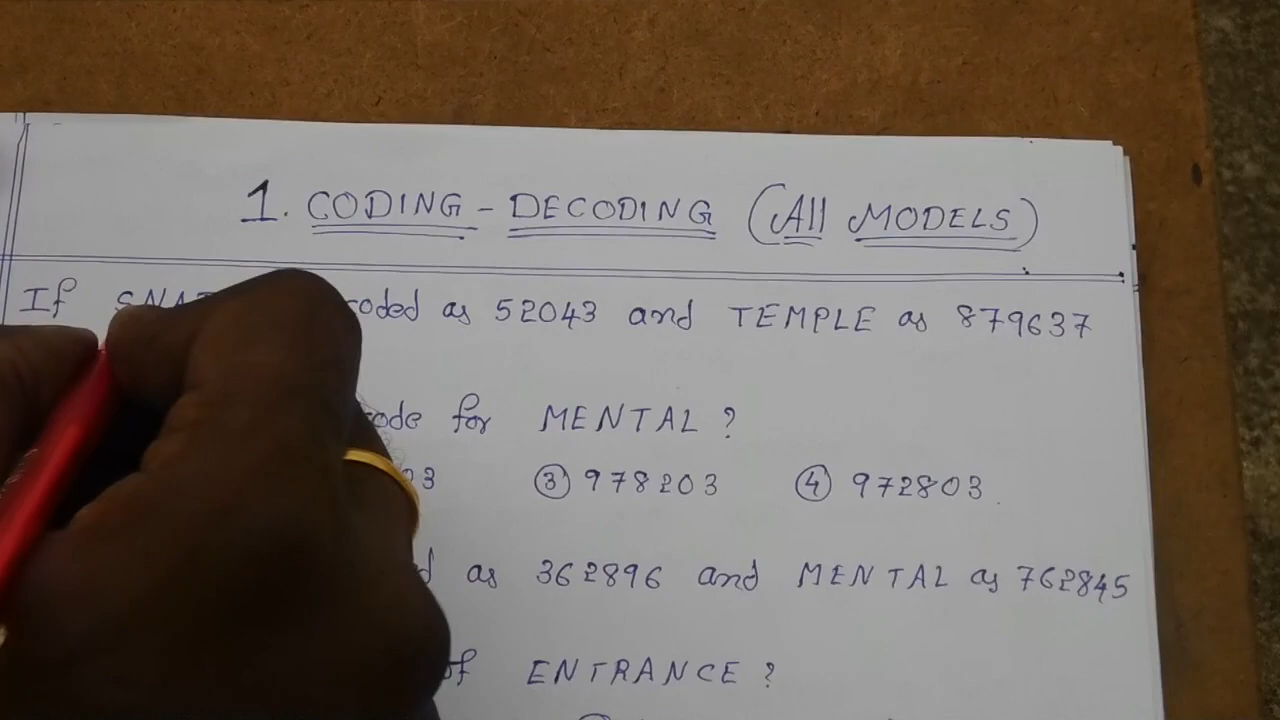 1. CODING - DECODING (All MODELS)
If coded as 52043 and TEMPLE as 879637
code for MENTAL ?
③ 978203 ④ 972803
as 362896 and MENTAL as 762845
of ENTRANCE ?